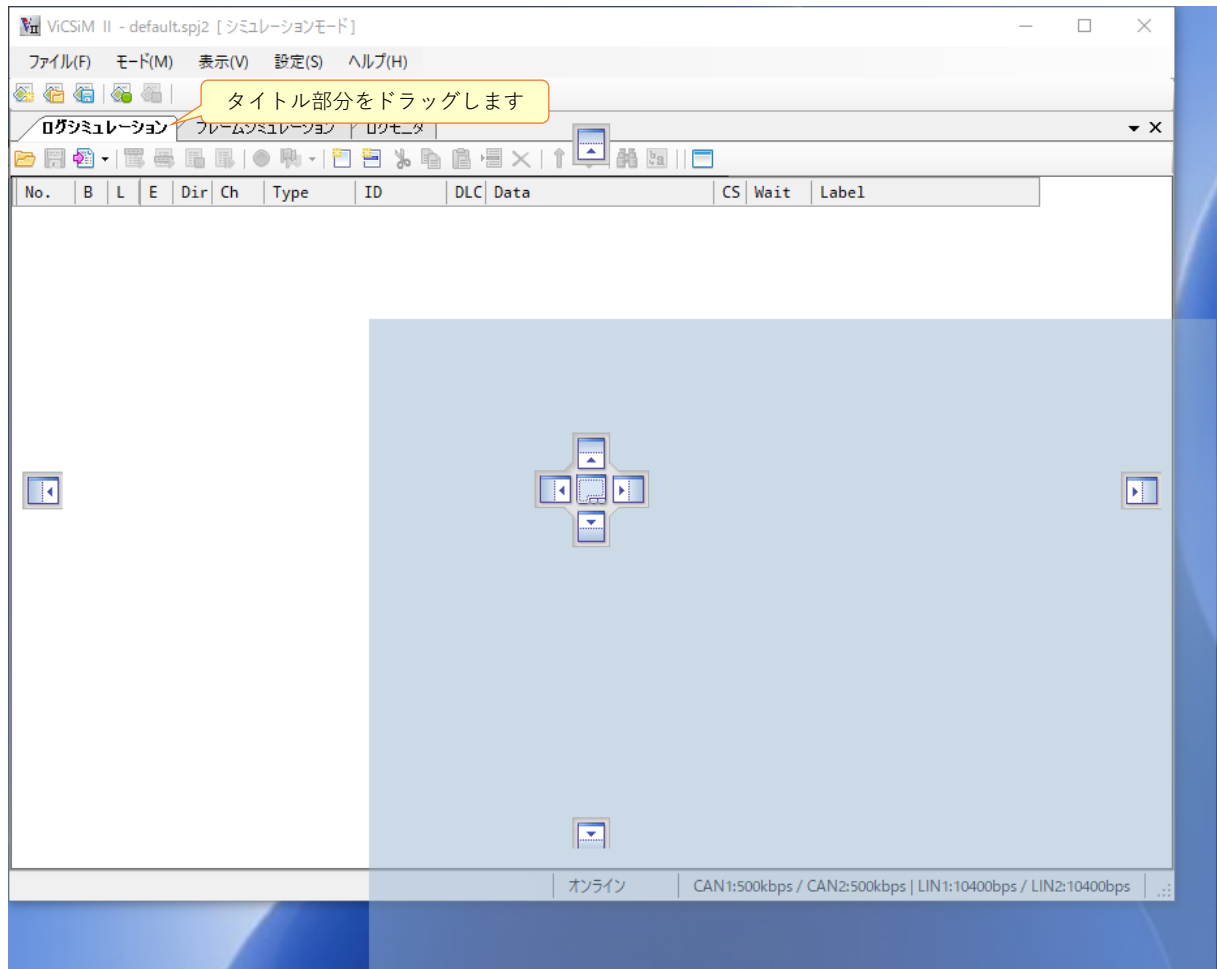 ViCSiM II - default.spj2 [ シミュレーションモード ]
ファイル(F) モード(M) 表示(V) 設定(S) ヘルプ(H)
タイトル部分をドラッグします
ログシミュレーション フレームシミュレーション ログモニタ
No. B L E Dir Ch Type ID DLC Data CS Wait Label
オンライン CAN1:500kbps / CAN2:500kbps | LIN1:10400bps / LIN2:10400bps